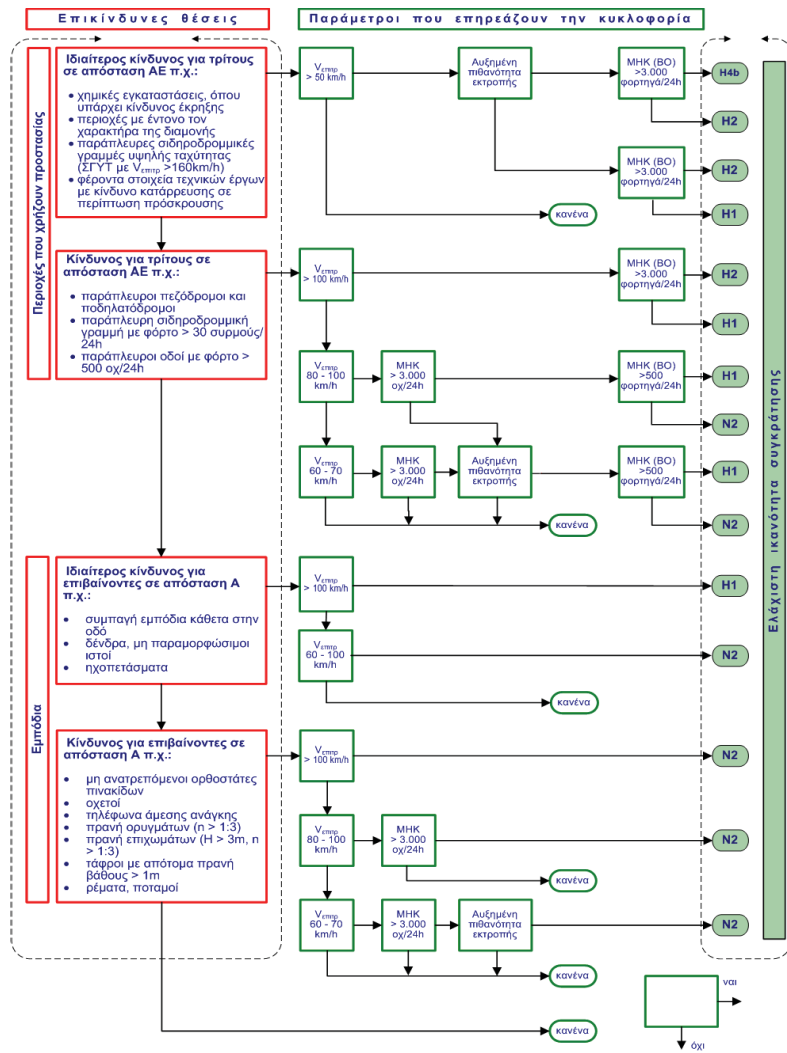 Επικίνδυνες θέσεις
Παράμετροι που επηρεάζουν την κυκλοφορία
Περιοχές που χρήζουν προστασίας
Ιδιαίτερος κίνδυνος για τρίτους
σε απόσταση ΑΕ π.χ.:
• χημικές εγκαταστάσεις, όπου
υπάρχει κίνδυνος έκρηξης
• περιοχές με έντονο τον
χαρακτήρα της διαμονής
• παράπλευρες σιδηροδρομμικές
γραμμές υψηλής ταχύτητας
(ΣΓΥΤ με Vεπιτρ >160km/h)
• φέροντα στοιχεία τεχνικών έργων
με κίνδυνο κατάρρευσης σε
περίπτωση πρόσκρουσης
Vεπιτρ
> 50 km/h
Αυξημένη
πιθανότητα
εκτροπής
ΜΗΚ (ΒΟ)
>3.000
φορτηγά/24h
H4b
H2
ΜΗΚ (ΒΟ)
>3.000
φορτηγά/24h
H2
H1
κανένα
Κίνδυνος για τρίτους σε
απόσταση ΑΕ π.χ.:
• παράπλευροι πεζόδρομοι και
ποδηλατόδρομοι
• παράπλευρη σιδηροδρομμική
γραμμή με φόρτο > 30 συρμούς/
24h
• παράπλευροι οδοί με φόρτο >
500 οχ/24h
Vεπιτρ
> 100 km/h
ΜΗΚ (ΒΟ)
>3.000
φορτηγά/24h
H2
H1
Vεπιτρ
80 - 100
km/h
ΜΗΚ
> 3.000
οχ/24h
ΜΗΚ (ΒΟ)
>500
φορτηγά/24h
H1
N2
Vεπιτρ
60 - 70
km/h
ΜΗΚ
> 3.000
οχ/24h
Αυξημένη
πιθανότητα
εκτροπής
ΜΗΚ (ΒΟ)
>500
φορτηγά/24h
H1
N2
κανένα
Εμπόδια
Ιδιαίτερος κίνδυνος για
επιβαίνοντες σε απόσταση Α
π.χ.:
• συμπαγή εμπόδια κάθετα στην
οδό
• δένδρα, μη παραμορφώσιμοι
ιστοί
• ηχοπετάσματα
Vεπιτρ
> 100 km/h
H1
Vεπιτρ
60 - 100
km/h
N2
κανένα
Κίνδυνος για επιβαίνοντες σε
απόσταση Α π.χ.:
• μη ανατρεπόμενοι ορθοστάτες
πινακίδων
• οχετοί
• τηλέφωνα άμεσης ανάγκης
• πρανή ορυγμάτων (n > 1:3)
• πρανή επιχωμάτων (H > 3m, n
> 1:3)
• τάφροι με απότομα πρανή
βάθους > 1m
• ρέματα, ποταμοί
Vεπιτρ
> 100 km/h
N2
Vεπιτρ
80 - 100
km/h
ΜΗΚ
> 3.000
οχ/24h
N2
κανένα
Vεπιτρ
60 - 70
km/h
ΜΗΚ
> 3.000
οχ/24h
Αυξημένη
πιθανότητα
εκτροπής
N2
κανένα
κανένα
Ελάχιστη ικανότητα συγκράτησης
ναι
όχι